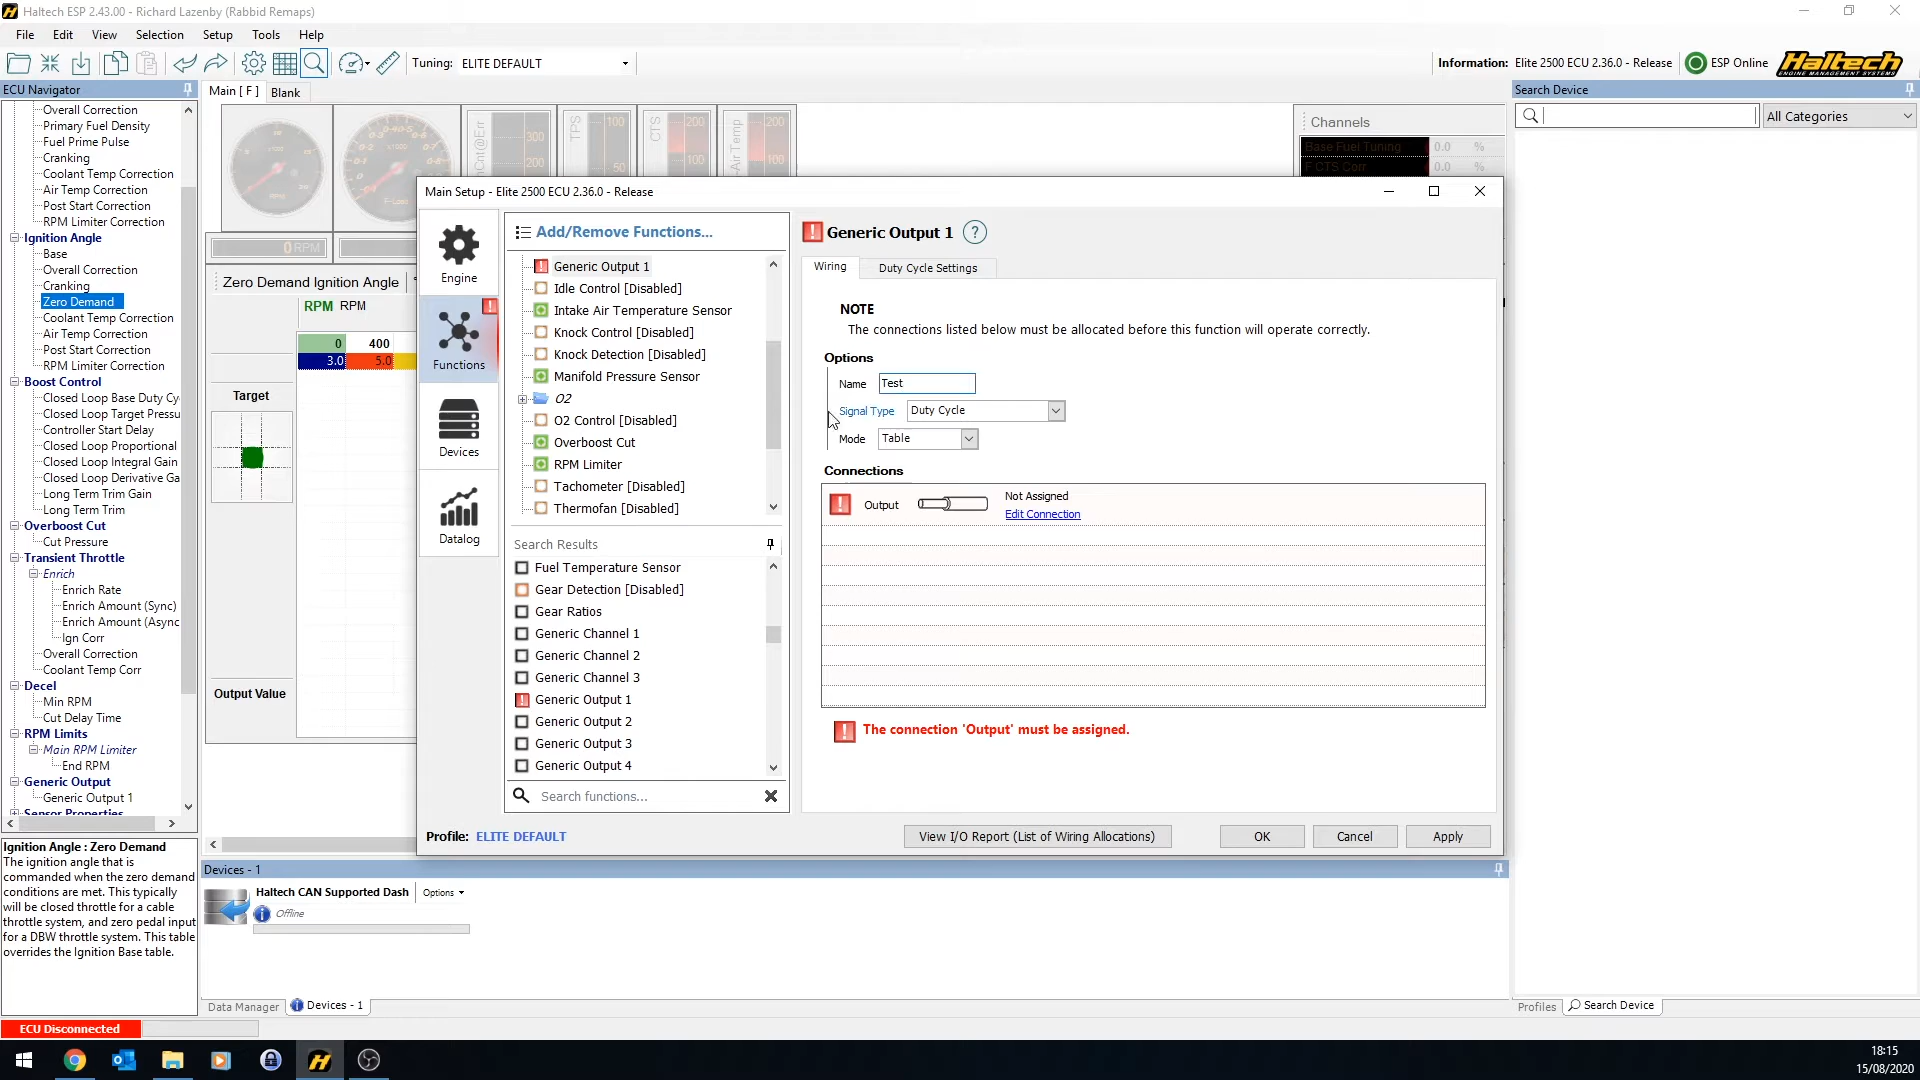 Haltech ESP 2.43.00 - Richard Lazenby (Rabbid Remaps)
File Edit View Selection Setup Tools Help
Tuning: ELITE DEFAULT
Information: Elite 2500 ECU 2.36.0 - Release ESP Online Haltech
ENGINE MANAGEMENT SYSTEMS
ECU Navigator
Overall Correction
Primary Fuel Density
Fuel Prime Pulse
Cranking
Coolant Temp Correction
Air Temp Correction
Post Start Correction
RPM Limiter Correction
Ignition Angle
Base
Overall Correction
Cranking
Zero Demand
Coolant Temp Correction
Air Temp Correction
Post Start Correction
RPM Limiter Correction
Boost Control
Closed Loop Base Duty Cy
Closed Loop Target Pressu
Controller Start Delay
Closed Loop Proportional
Closed Loop Integral Gain
Closed Loop Derivative Ga
Long Term Trim Gain
Long Term Trim
Overboost Cut
Cut Pressure
Transient Throttle
Enrich
Enrich Rate
Enrich Amount (Sync)
Enrich Amount (Async
Ign Corr
Overall Correction
Coolant Temp Corr
Decel
Min RPM
Cut Delay Time
RPM Limits
Main RPM Limiter
End RPM
Generic Output
Generic Output 1
Sensor Properties
Ignition Angle : Zero Demand
The ignition angle that is
commanded when the zero demand
conditions are met. This typically
will be closed throttle for a cable
throttle system, and zero pedal input
for a DBW throttle system. This table
overrides the Ignition Base table.
ECU Disconnected
Main [ F ] Blank
0 RPM
300
200
TPS
100
50
CTS
200
100
Air Temp
200
100
Channels
Base Fuel Tuning 0.0 %
F CTS Corr 0.0 %
Zero Demand Ignition Angle
RPM RPM
0 400
3.0 5.0
Target
Output Value
Main Setup - Elite 2500 ECU 2.36.0 - Release
Engine
Functions
Devices
Datalog
Add/Remove Functions...
Generic Output 1
Idle Control [Disabled]
Intake Air Temperature Sensor
Knock Control [Disabled]
Knock Detection [Disabled]
Manifold Pressure Sensor
O2
O2 Control [Disabled]
Overboost Cut
RPM Limiter
Tachometer [Disabled]
Thermofan [Disabled]
Search Results
Fuel Temperature Sensor
Gear Detection [Disabled]
Gear Ratios
Generic Channel 1
Generic Channel 2
Generic Channel 3
Generic Output 1
Generic Output 2
Generic Output 3
Generic Output 4
Search functions...
Generic Output 1 ?
Wiring Duty Cycle Settings
NOTE
The connections listed below must be allocated before this function will operate correctly.
Options
Name Test
Signal Type Duty Cycle
Mode Table
Connections
Output Not Assigned
Edit Connection
The connection 'Output' must be assigned.
Profile: ELITE DEFAULT
View I/O Report (List of Wiring Allocations) OK Cancel Apply
Devices - 1
Haltech CAN Supported Dash Options
Offline
Data Manager Devices - 1
Search Device
All Categories
Profiles Search Device
18:15
15/08/2020